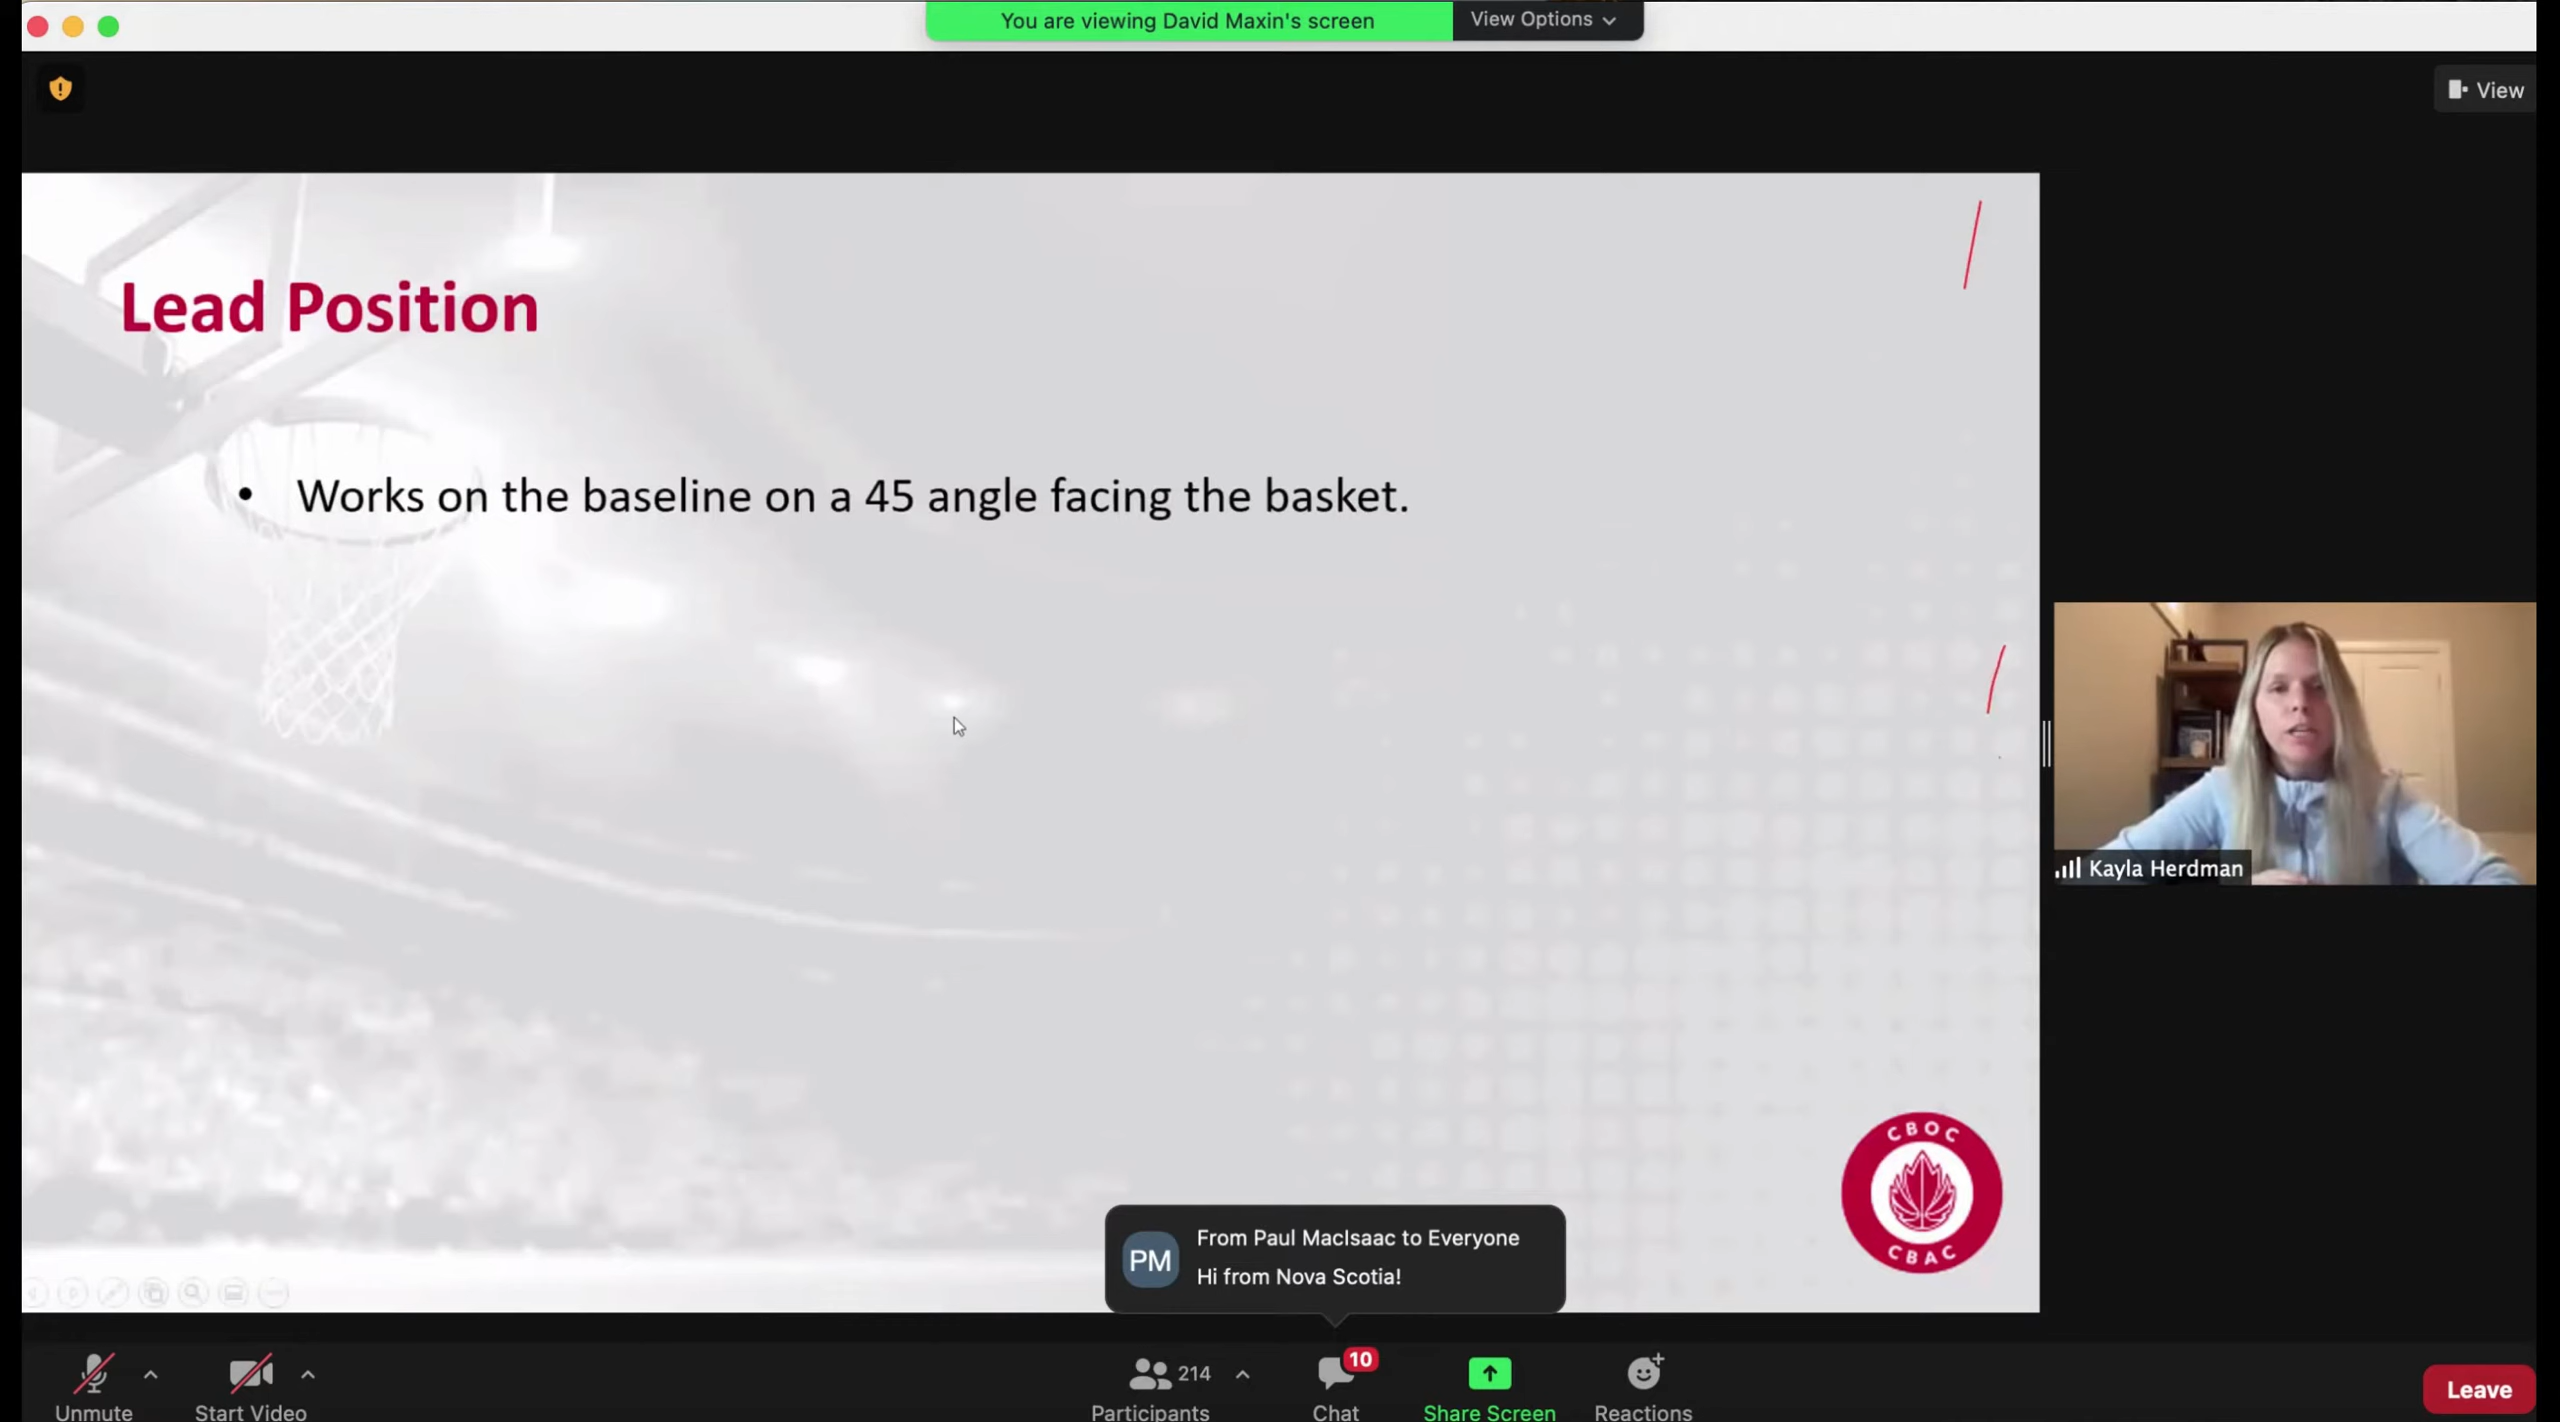 You are viewing David Maxin's screen
View Options
View
Lead Position
• Works on the baseline on a 45 angle facing the basket.
Kayla Herdman
CBOC
CBAC
PM
From Paul MacIsaac to Everyone
Hi from Nova Scotia!
214
10
Unmute
Start Video
Participants
Chat
Share Screen
Reactions
Leave